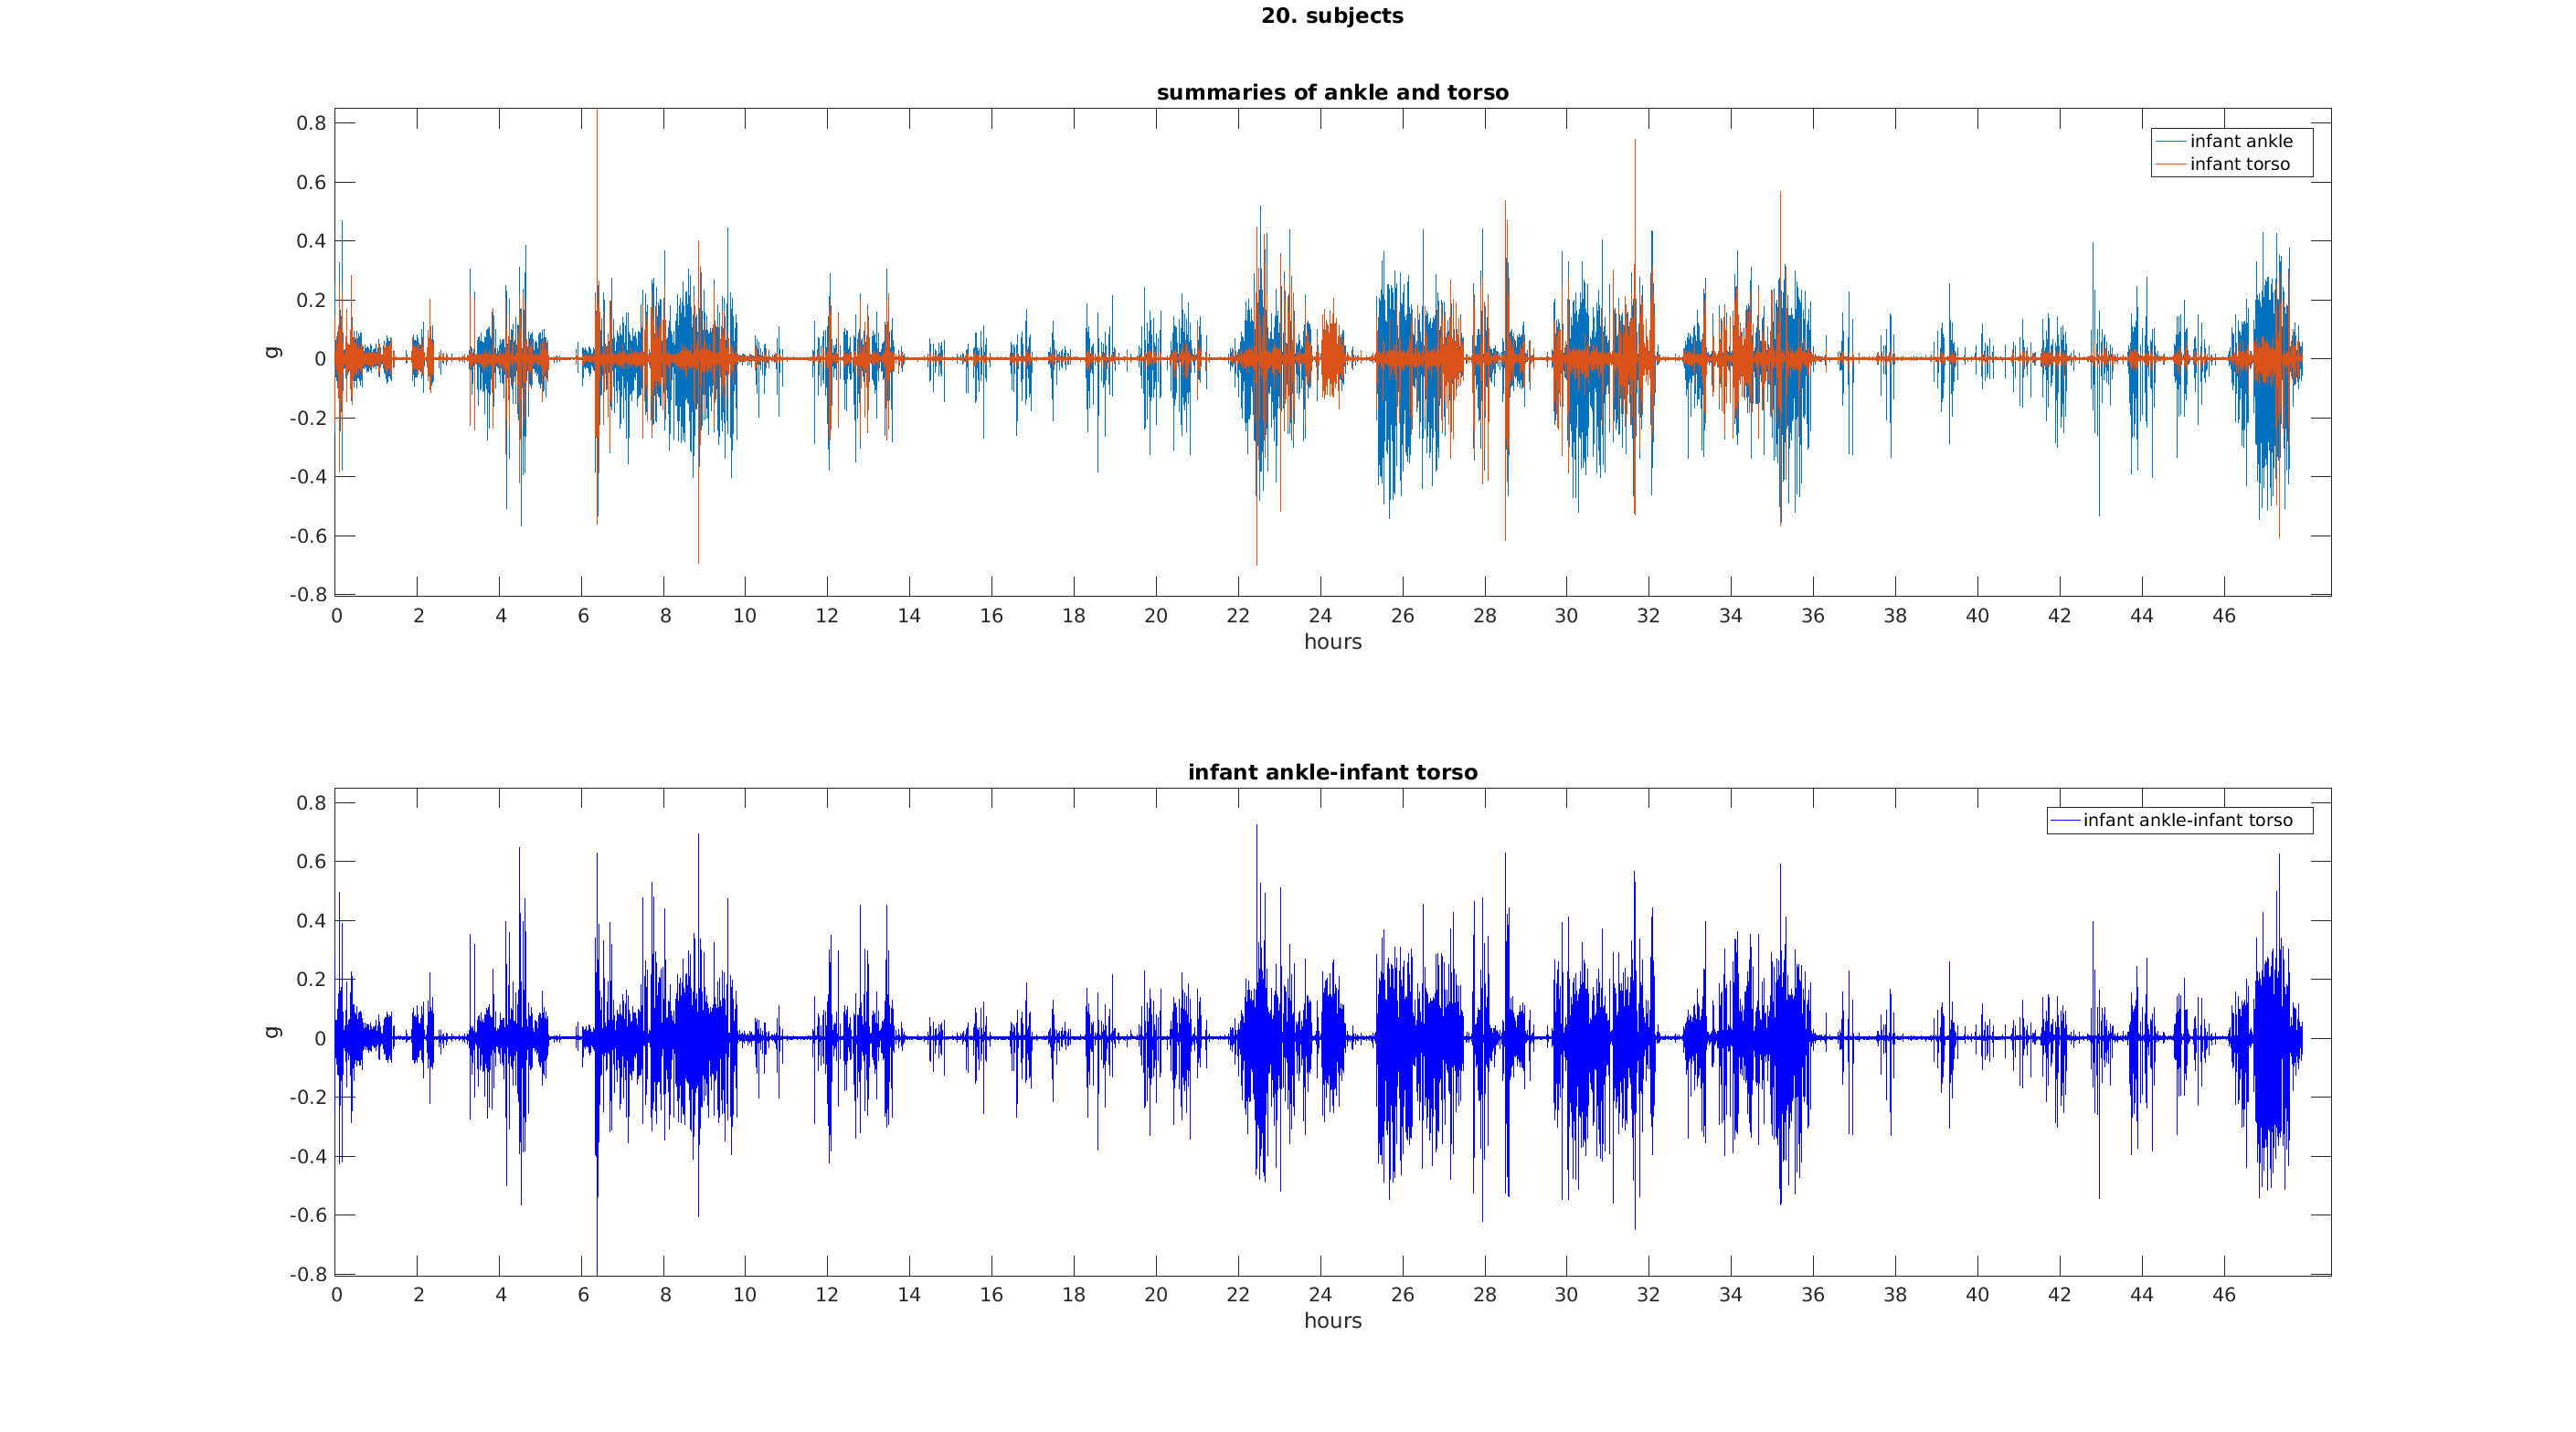 20. subjects
summaries of ankle and torso
0.8
0.6
0.4
0.2
0
-0.2
-0.4
-0.6
-0.8
g
infant ankle
infant torso
0 2 4 6 8 10 12 14 16 18 20 22 24 26 28 30 32 34 36 38 40 42 44 46
hours
infant ankle-infant torso
0.8
0.6
0.4
0.2
0
-0.2
-0.4
-0.6
-0.8
g
infant ankle-infant torso
0 2 4 6 8 10 12 14 16 18 20 22 24 26 28 30 32 34 36 38 40 42 44 46
hours